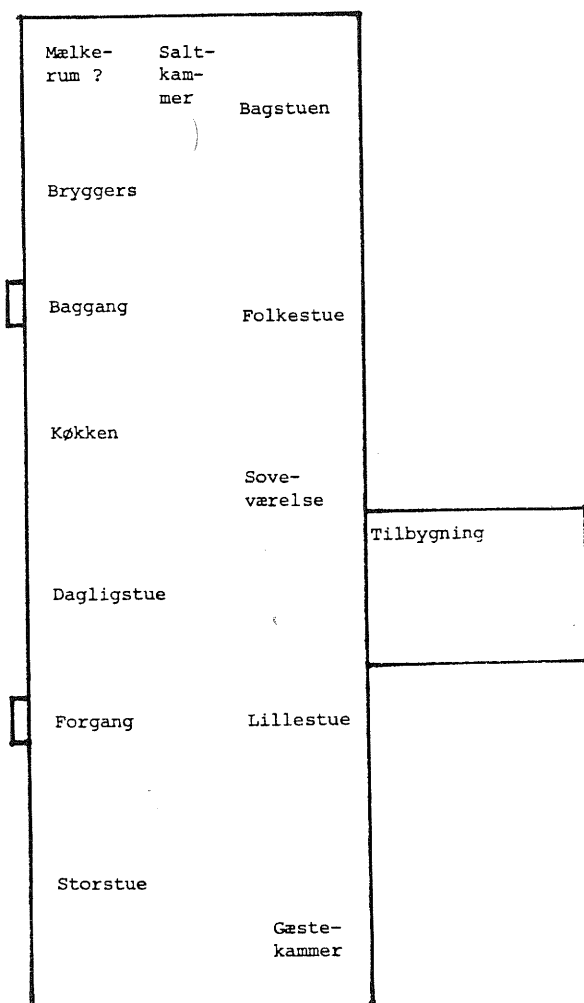 Mælke-
rum ?
Salt-
kam-
mer
Bagstuen
Bryggers
Baggang
Folkestue
Køkken
Sove-
værelse
Tilbygning
Dagligstue
Forgang
Lillestue
Storstue
Gæste-
kammer